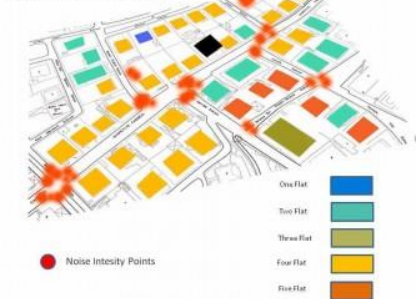 One Flat
Two Flat
Three Flat
Four Flat
Five Flat
Noise Intesity Points